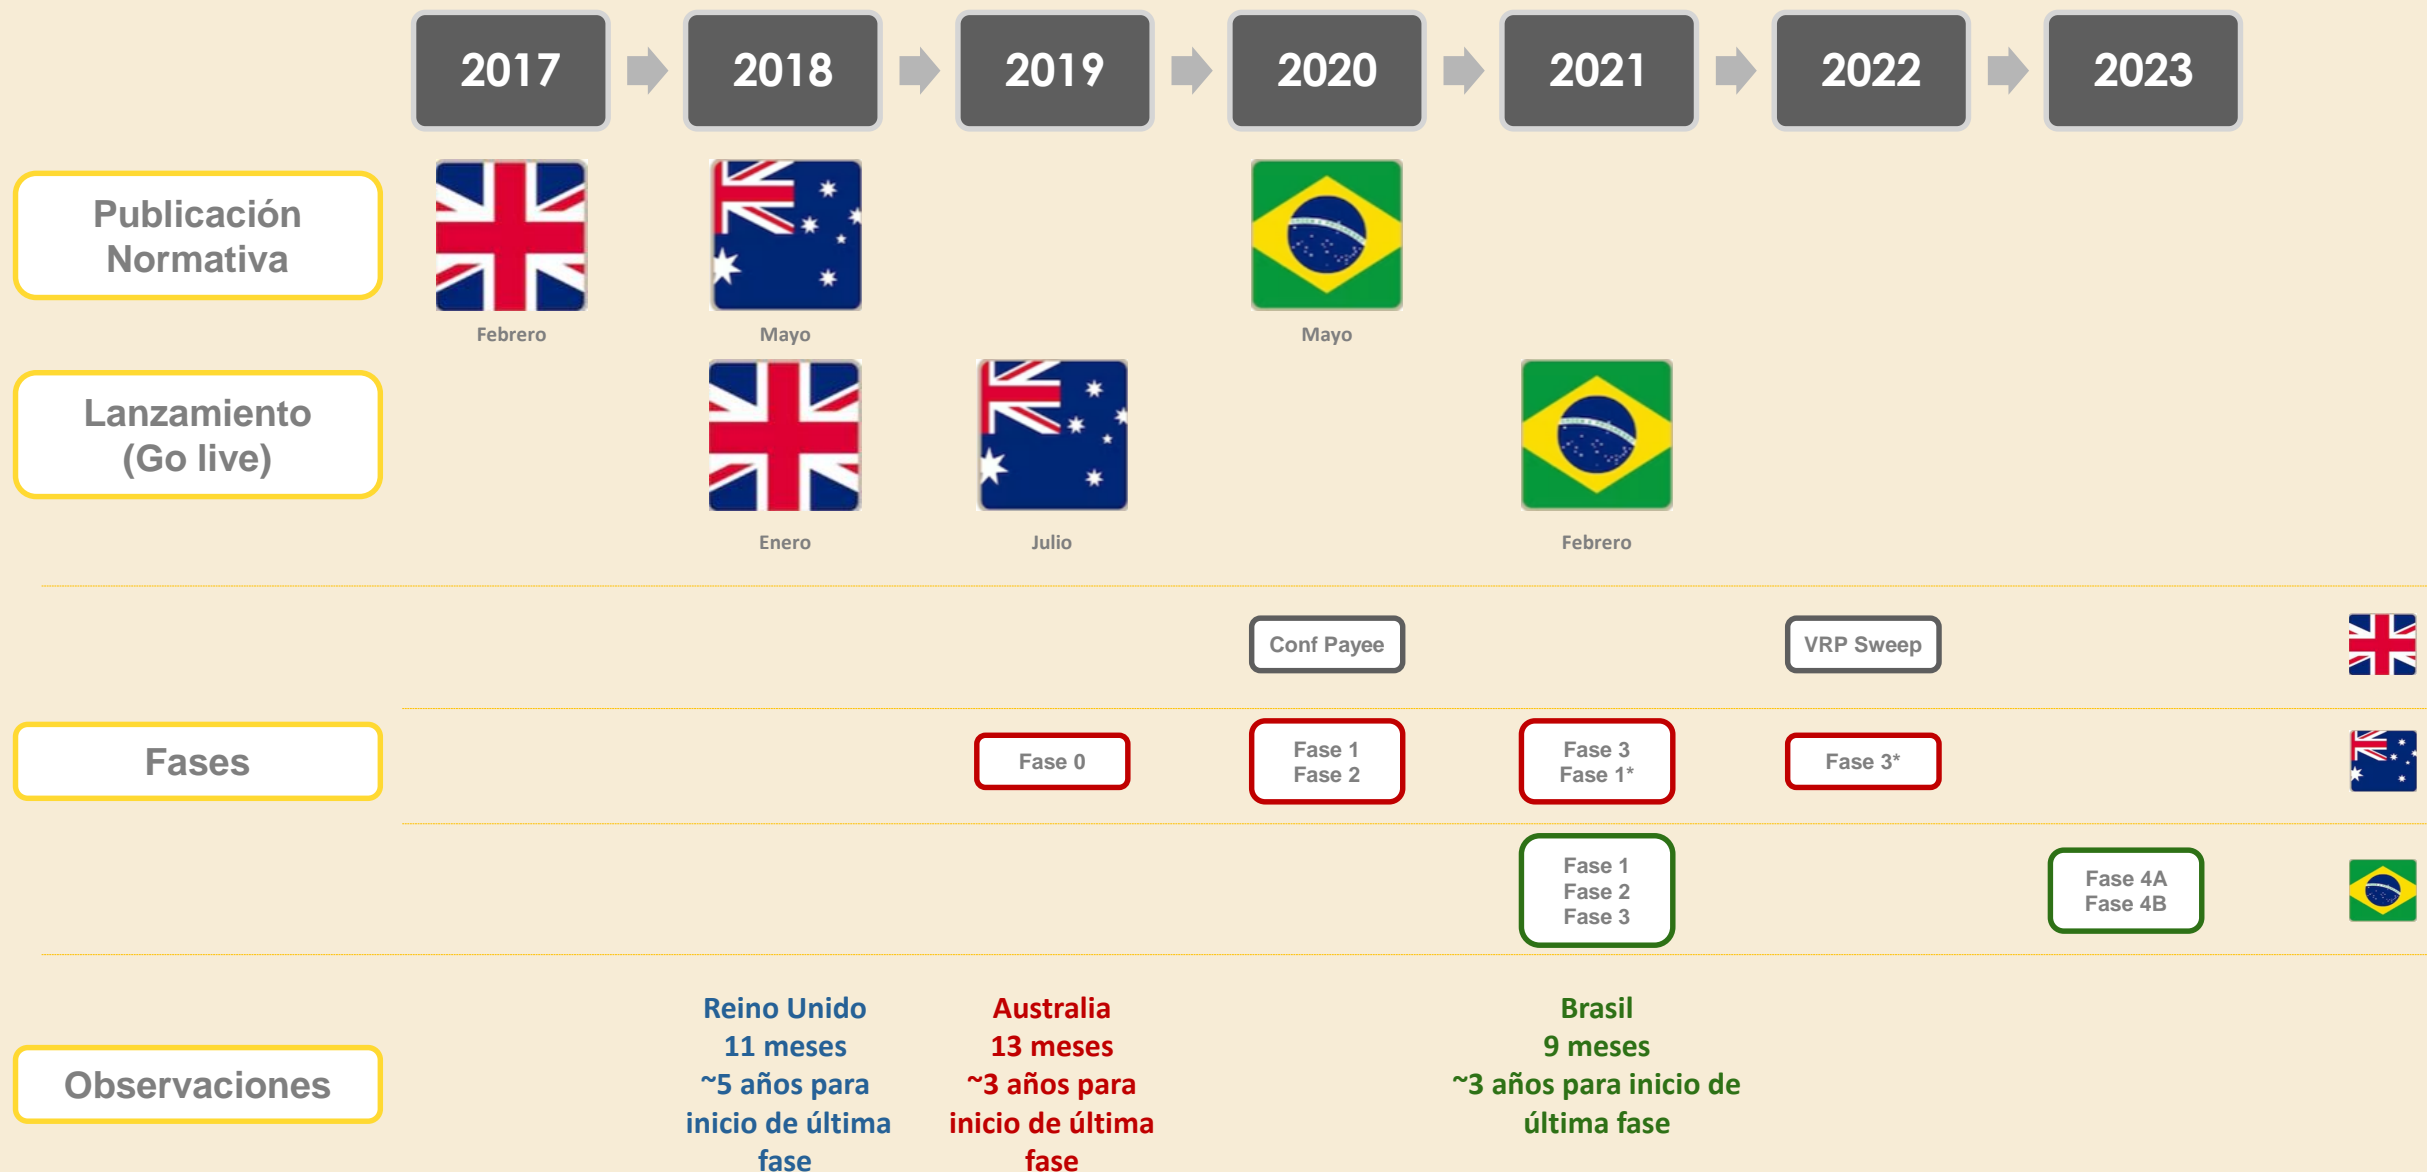 2017
2018
2019
2020
2021
2022
2023
Publicación
Normativa
Febrero
Mayo
Mayo
Lanzamiento
(Go live)
Enero
Julio
Febrero
Conf Payee
VRP Sweep
Fases
Fase 0
Fase 1
Fase 2
Fase 3
Fase 1*
Fase 3*
Fase 1
Fase 2
Fase 3
Fase 4A
Fase 4B
Observaciones
Reino Unido
11 meses
~5 años para
inicio de última
fase
Australia
13 meses
~3 años para
inicio de última
fase
Brasil
9 meses
~3 años para inicio de
última fase